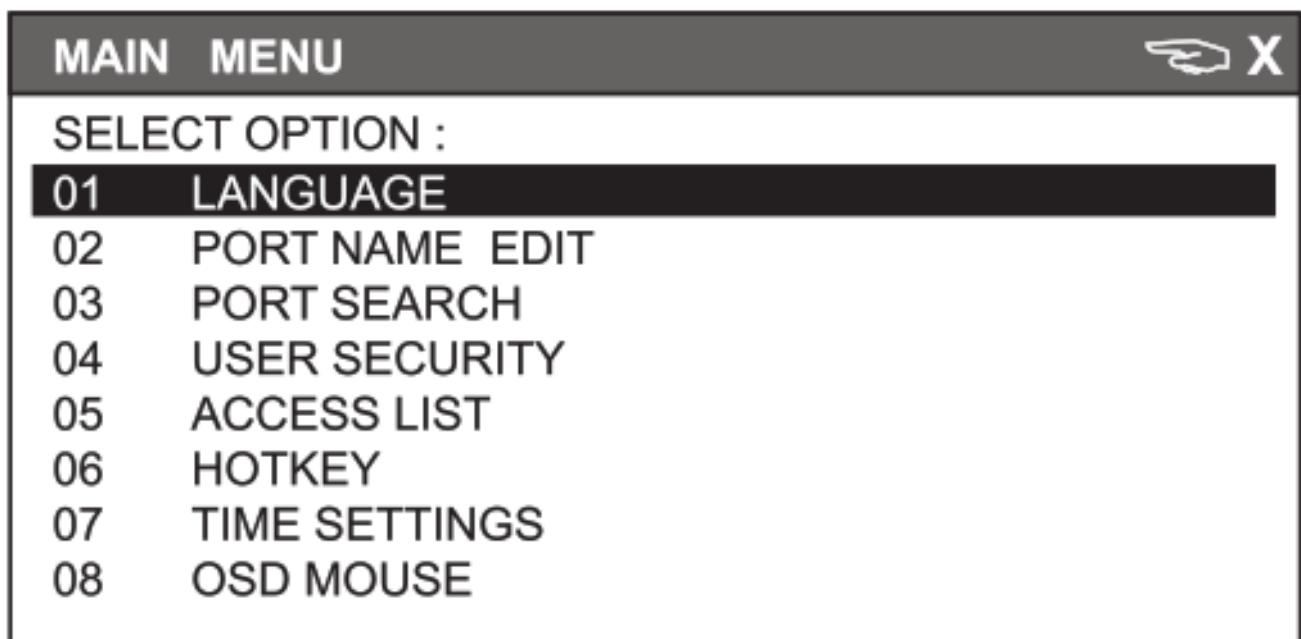 MAIN MENU X
SELECT OPTION :
01 LANGUAGE
02 PORT NAME EDIT
03 PORT SEARCH
04 USER SECURITY
05 ACCESS LIST
06 HOTKEY
07 TIME SETTINGS
08 OSD MOUSE